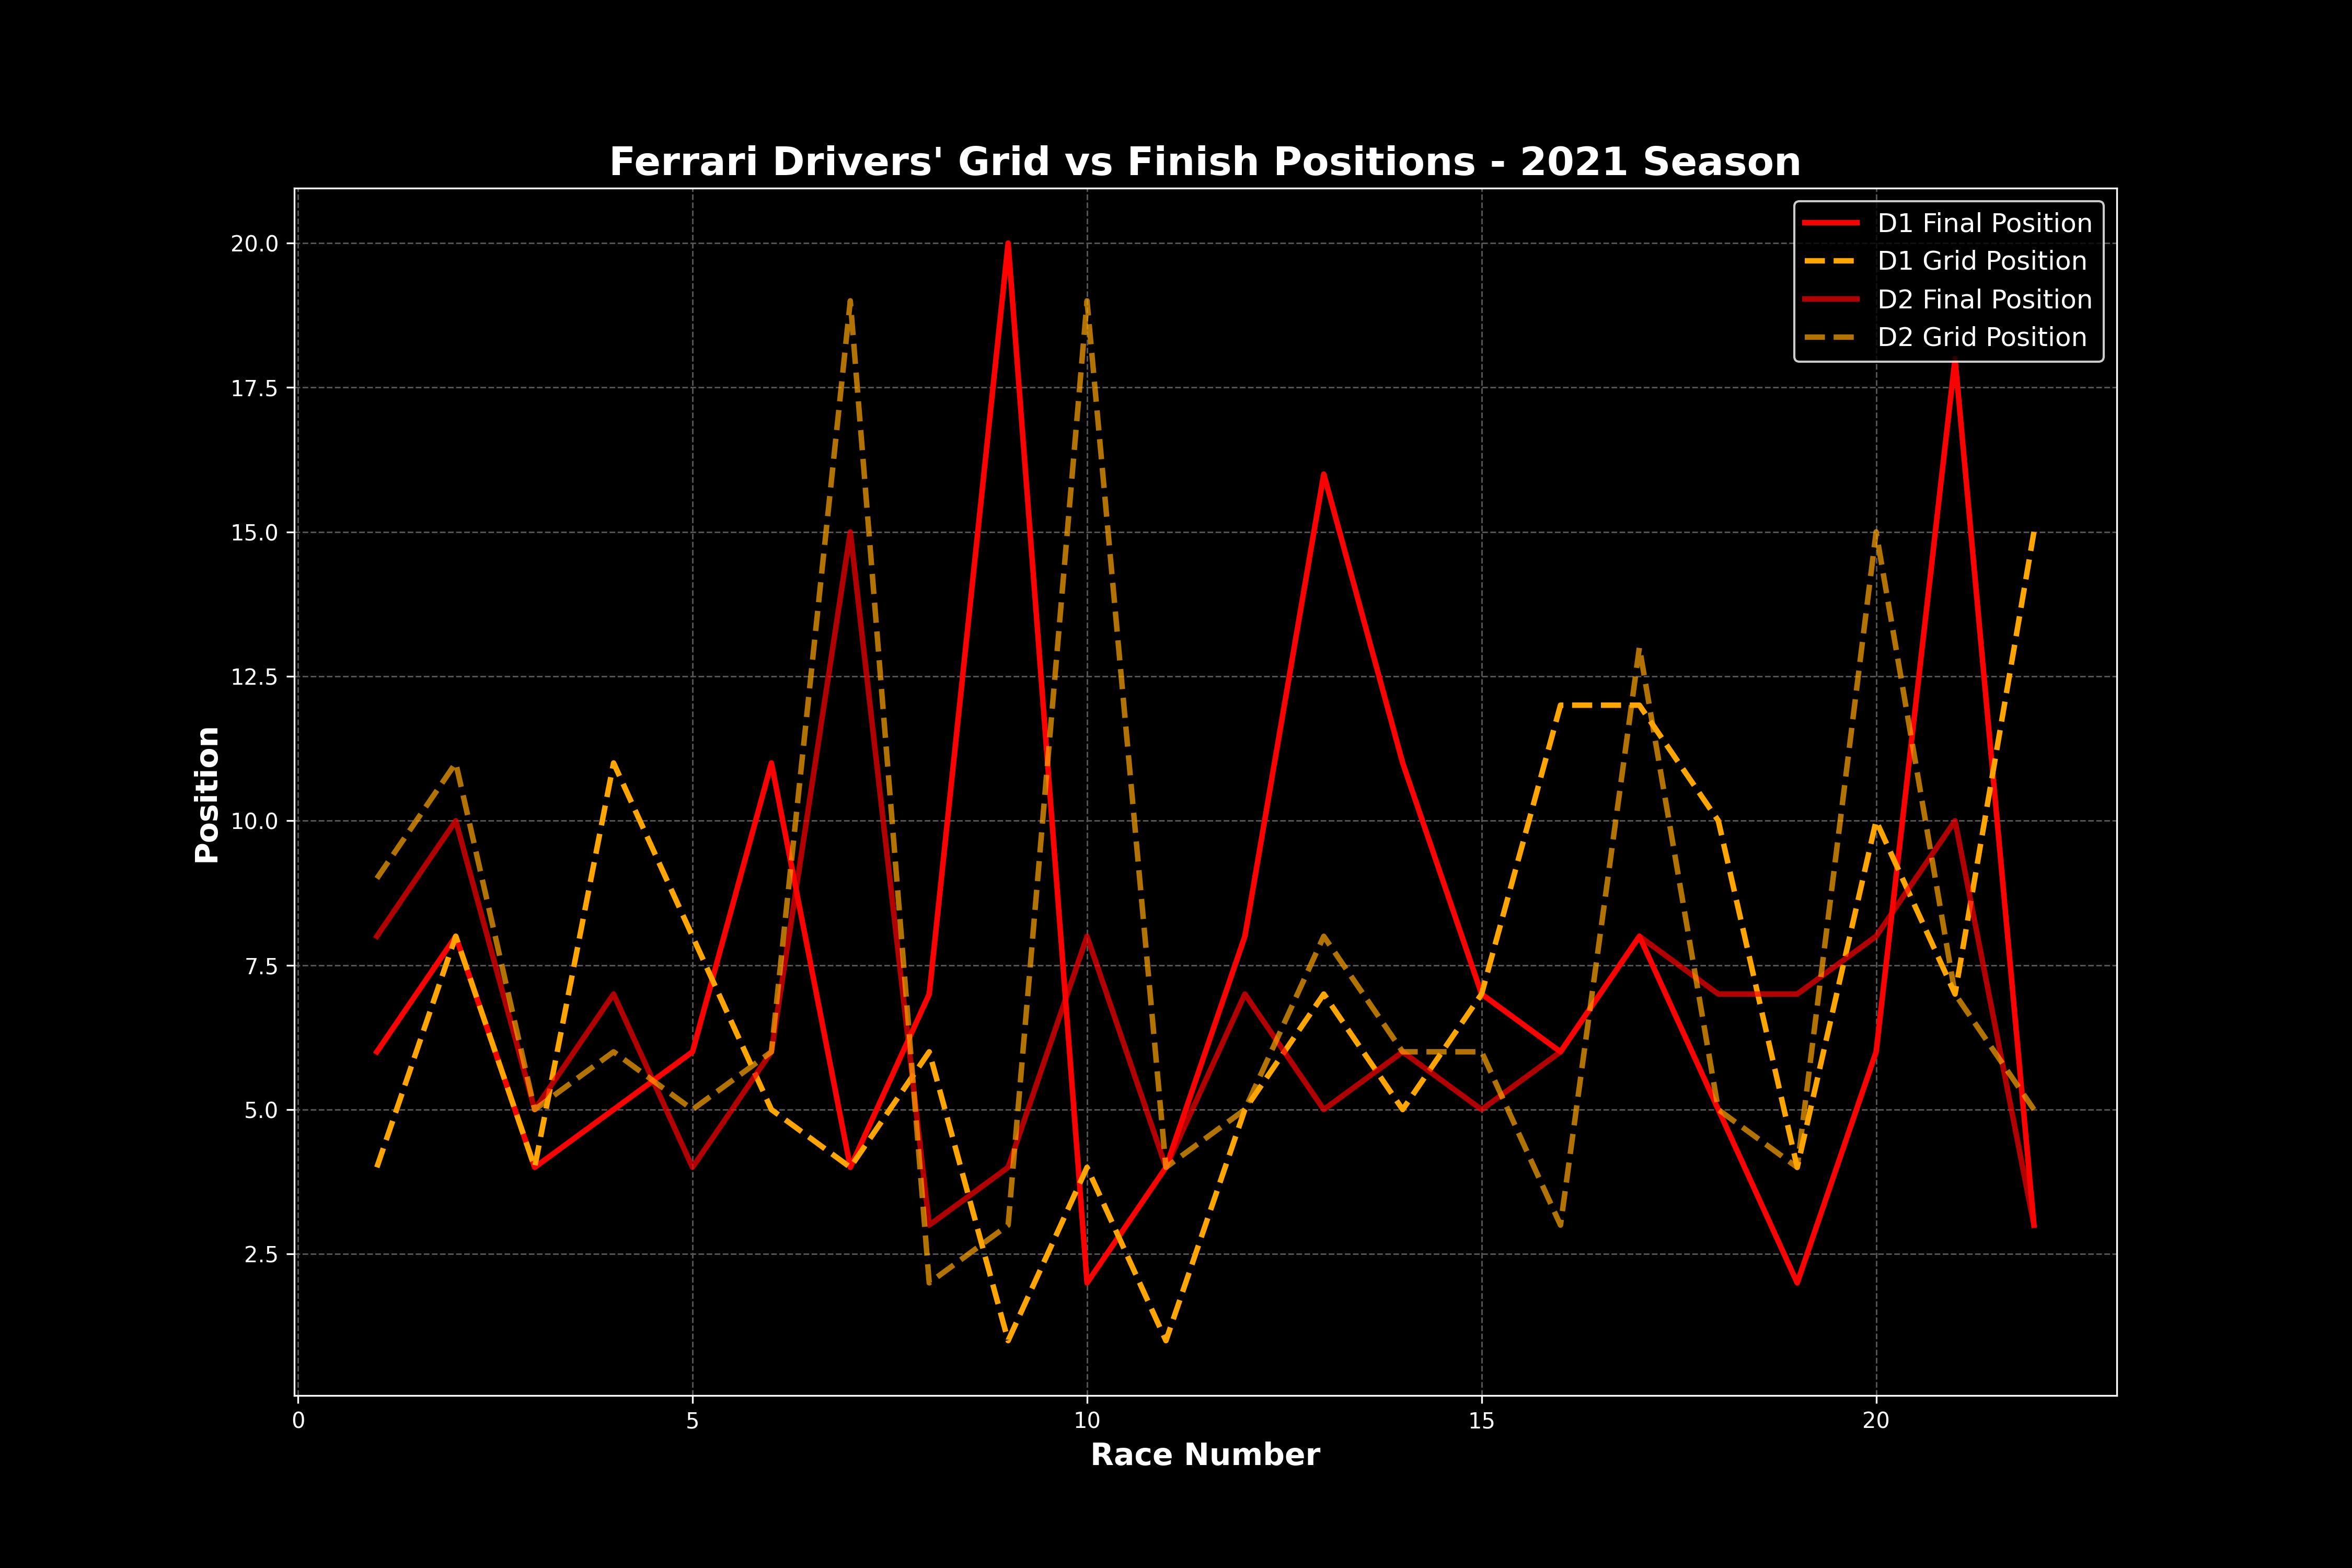 Ferrari Drivers' Grid vs Finish Positions - 2021 Season
D1 Final Position
D1 Grid Position
D2 Final Position
D2 Grid Position
Position
20.0
17.5
15.0
12.5
10.0
7.5
5.0
2.5
0 5 10 15 20
Race Number